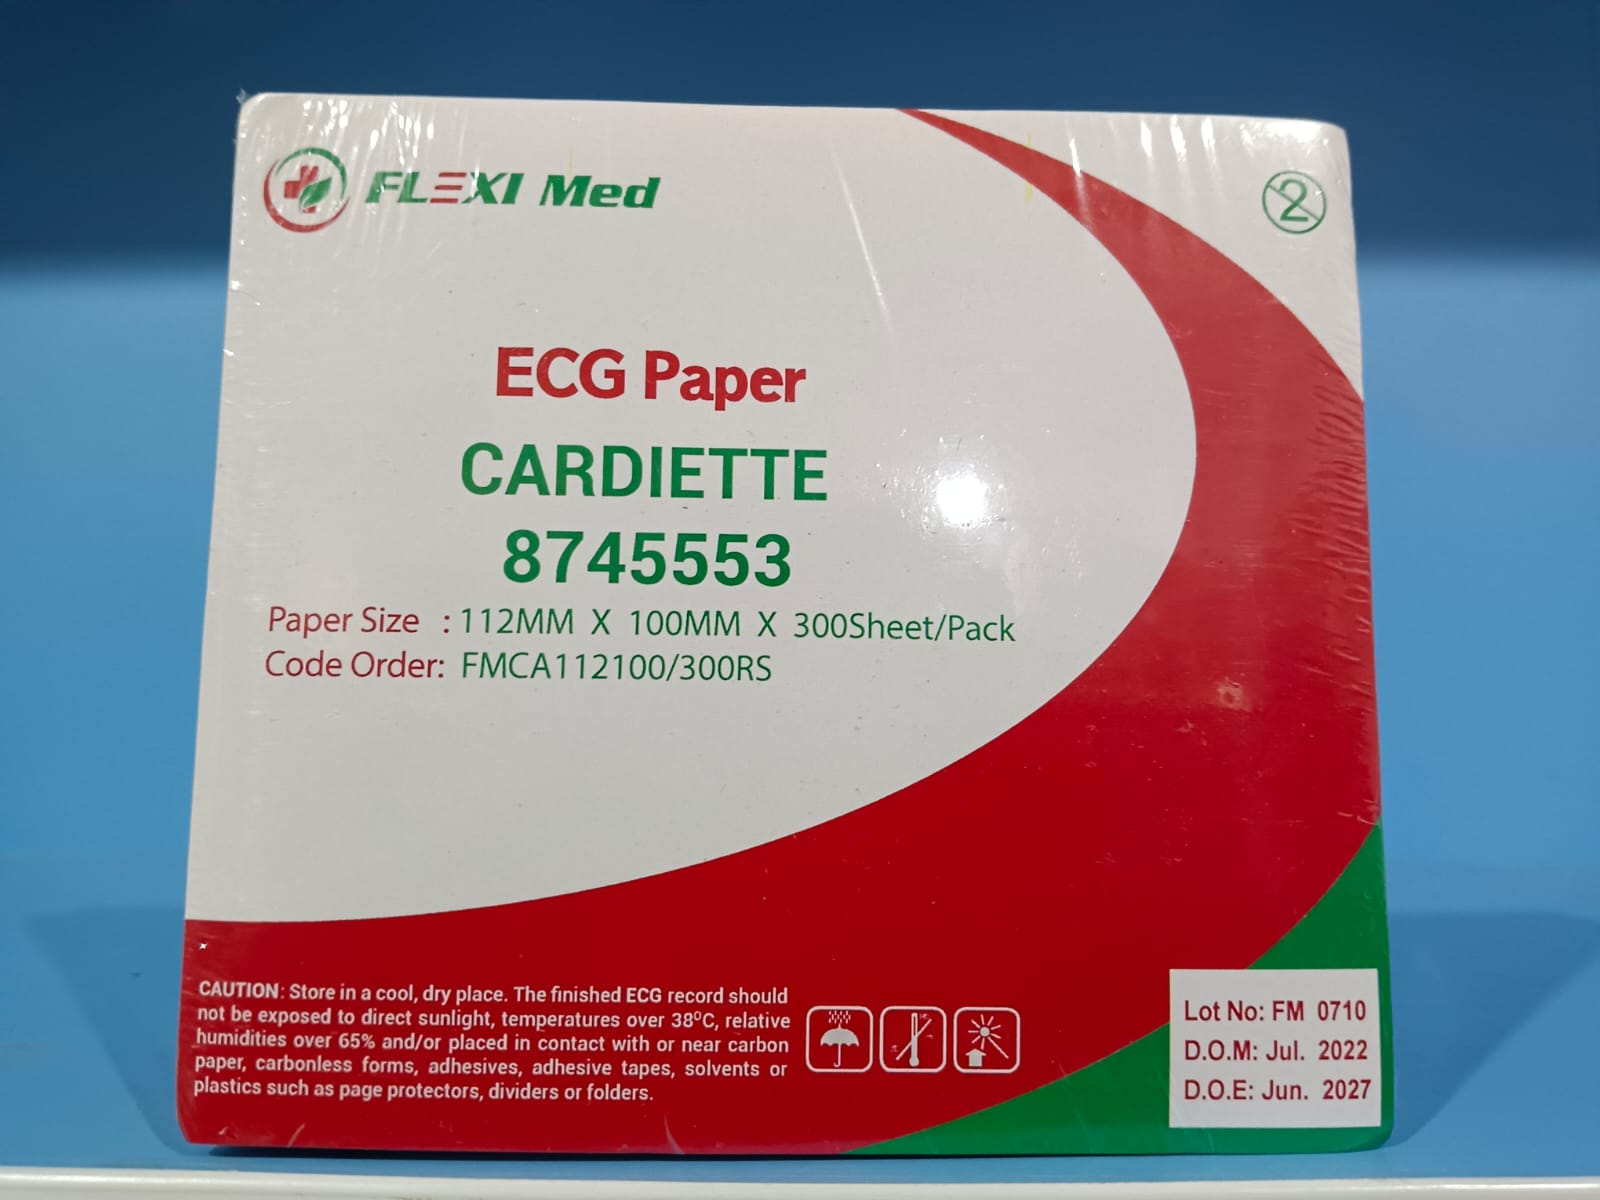 FLEXI Med
2
ECG Paper
CARDIETTE
8745553
Paper Size : 112MM X 100MM X 300Sheet/Pack
Code Order: FMCA112100/300RS
CAUTION: Store in a cool, dry place. The finished ECG record should
not be exposed to direct sunlight, temperatures over 38ºC, relative
humidities over 65% and/or placed in contact with or near carbon
paper, carbonless forms, adhesives, adhesive tapes, solvents or
plastics such as page protectors, dividers or folders.
Lot No: FM 0710
D.O.M: Jul. 2022
D.O.E: Jun. 2027